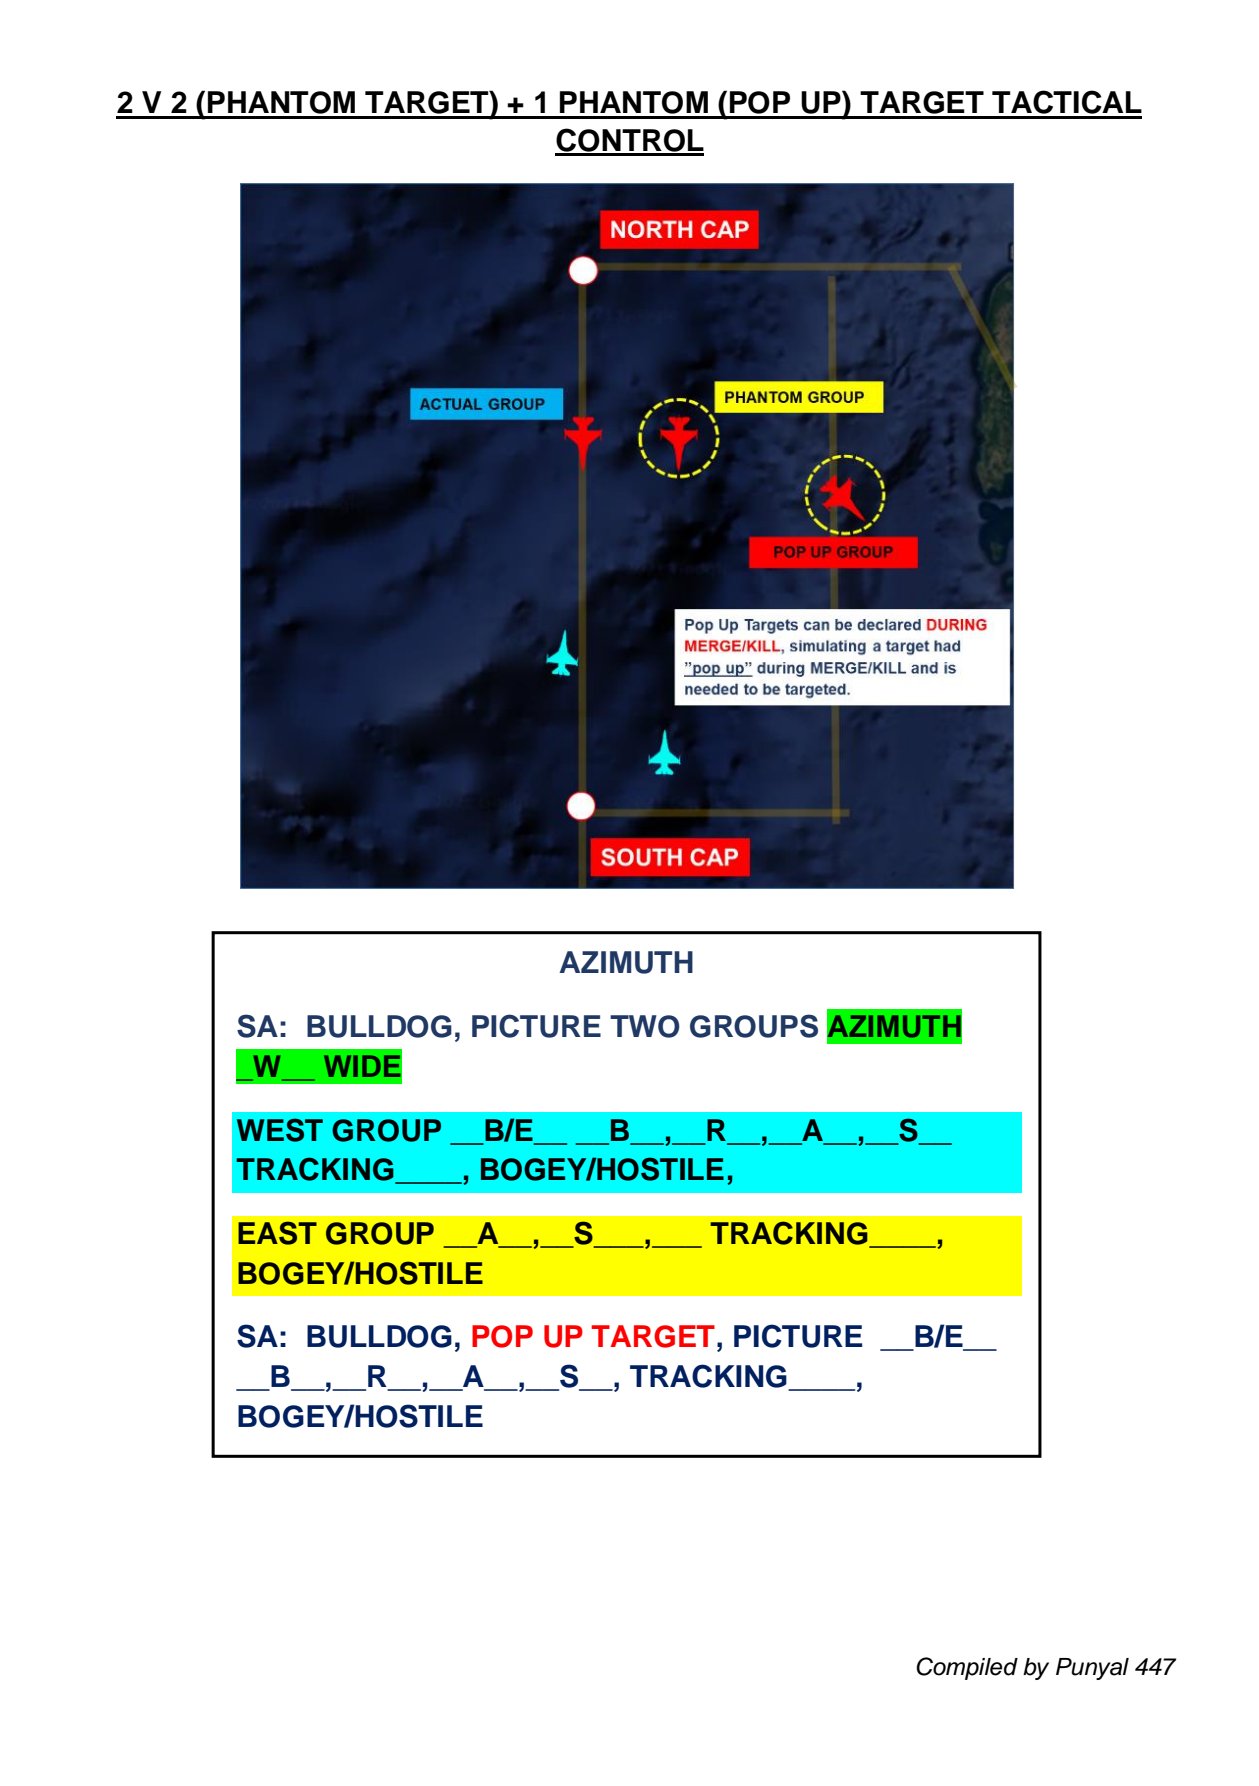 2 V 2 (PHANTOM TARGET) + 1 PHANTOM (POP UP) TARGET TACTICAL
CONTROL
NORTH CAP
ACTUAL GROUP
PHANTOM GROUP
POP UP GROUP
Pop Up Targets can be declared DURING
MERGE/KILL, simulating a target had
”pop up” during MERGE/KILL and is
needed to be targeted.
SOUTH CAP
AZIMUTH
SA: BULLDOG, PICTURE TWO GROUPS AZIMUTH
_W__ WIDE
WEST GROUP __B/E__ __B__,__R__,__A__,__S__
TRACKING____, BOGEY/HOSTILE,
EAST GROUP __A__,__S___,___ TRACKING____,
BOGEY/HOSTILE
SA: BULLDOG, POP UP TARGET, PICTURE __B/E__
__B__,__R__,__A__,__S__, TRACKING____,
BOGEY/HOSTILE
Compiled by Punyal 447